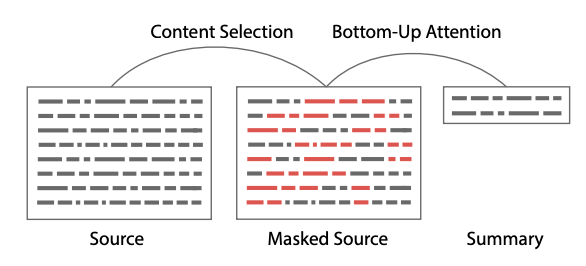 Content Selection
Bottom-Up Attention
Source
Masked Source
Summary